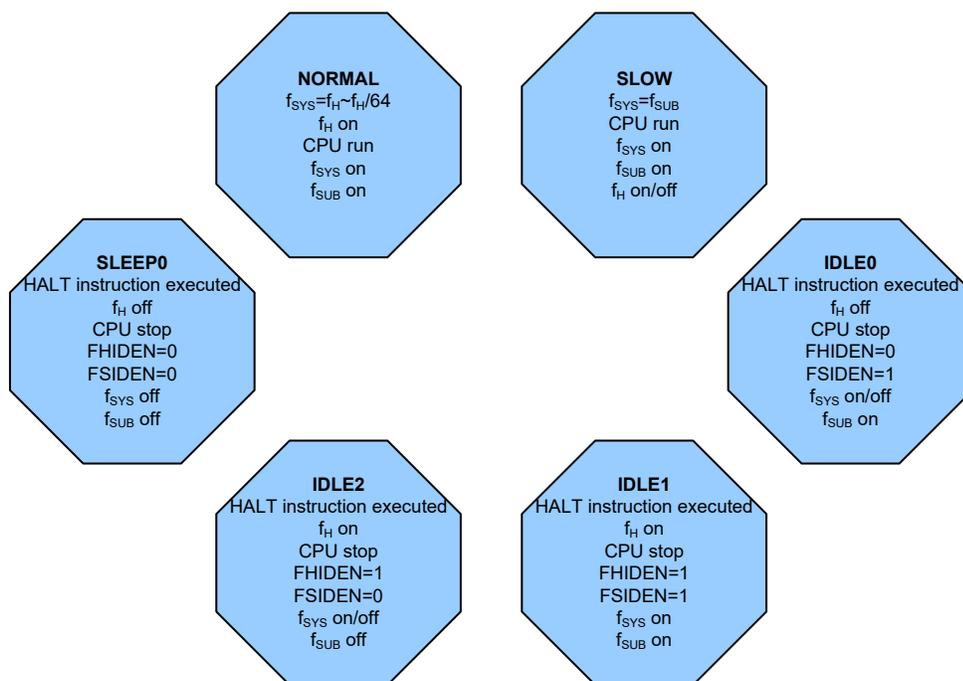 NORMAL
fSYS=fH~fH/64
fH on
CPU run
fSYS on
fSUB on
SLOW
fSYS=fSUB
CPU run
fSYS on
fSUB on
fH on/off
SLEEP0
HALT instruction executed
fH off
CPU stop
FHIDEN=0
FSIDEN=0
fSYS off
fSUB off
IDLE0
HALT instruction executed
fH off
CPU stop
FHIDEN=0
FSIDEN=1
fSYS on/off
fSUB on
IDLE2
HALT instruction executed
fH on
CPU stop
FHIDEN=1
FSIDEN=0
fSYS on/off
fSUB off
IDLE1
HALT instruction executed
fH on
CPU stop
FHIDEN=1
FSIDEN=1
fSYS on
fSUB on